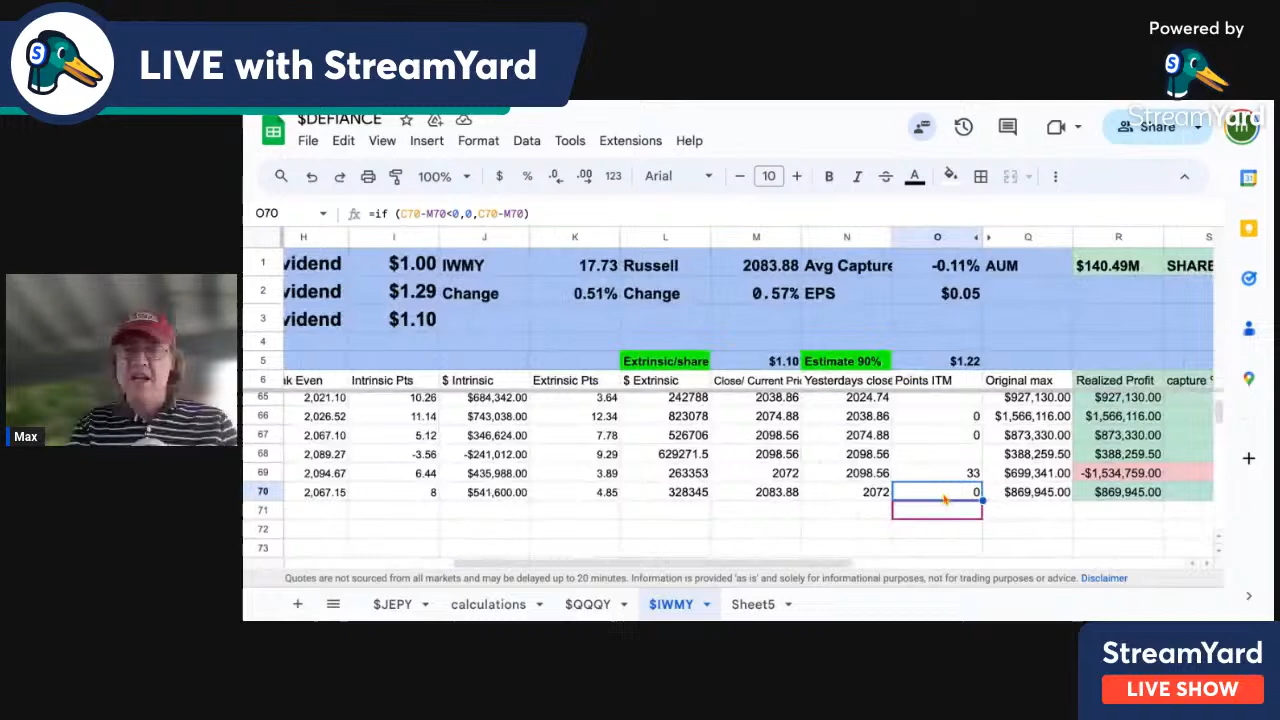 LIVE with StreamYard
Powered by
StreamYard
$DEFIANCE
Share
File Edit View Insert Format Data Tools Extensions Help
100% $ % .0 .00 123 Arial 10 B I S A
O70 fx =if (C70-M70<0,0,C70-M70)
H I J K L M N O Q R S
1 vidend $1.00 IWMY 17.73 Russell 2083.88 Avg Capture -0.11% AUM $140.49M SHARE
2 vidend $1.29 Change 0.51% Change 0.57% EPS $0.05
3 vidend $1.10
4
5 Extrinsic/share $1.10 Estimate 90% $1.22
6 ak Even Intrinsic Pts $ Intrinsic Extrinsic Pts $ Extrinsic Close/ Current Pric Yesterdays close Points ITM Original max Realized Profit capture
65 2,021.10 10.26 $684,342.00 3.64 242788 2038.86 2024.74 $927,130.00 $927,130.00
66 2,026.52 11.14 $743,038.00 12.34 823078 2074.88 2038.86 0 $1,566,116.00 $1,566,116.00
67 2,067.10 5.12 $346,624.00 7.78 526706 2098.56 2074.88 0 $873,330.00 $873,330.00
68 2,089.27 -3.56 -$241,012.00 9.29 629271.5 2098.56 2098.56 $388,259.50 $388,259.50
69 2,094.67 6.44 $435,988.00 3.89 263353 2072 2098.56 33 $699,341.00 -$1,534,759.00
70 2,067.15 8 $541,600.00 4.85 328345 2083.88 2072 0 $869,945.00 $869,945.00
71
72
73
Max
Quotes are not sourced from all markets and may be delayed up to 20 minutes. Information is provided 'as is' and solely for informational purposes, not for trading purposes or advice. Disclaimer
$JEPY calculations $QQQY $IWMY Sheet5
StreamYard
LIVE SHOW